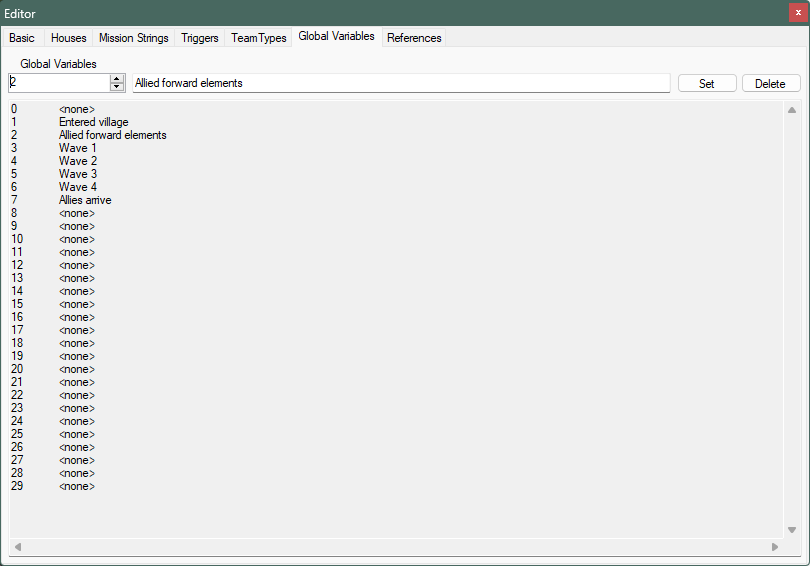 Editor
x
Basic Houses Mission Strings Triggers TeamTypes Global Variables References
Global Variables
2 Allied forward elements Set Delete
0 <none>
1 Entered village
2 Allied forward elements
3 Wave 1
4 Wave 2
5 Wave 3
6 Wave 4
7 Allies arrive
8 <none>
9 <none>
10 <none>
11 <none>
12 <none>
13 <none>
14 <none>
15 <none>
16 <none>
17 <none>
18 <none>
19 <none>
20 <none>
21 <none>
22 <none>
23 <none>
24 <none>
25 <none>
26 <none>
27 <none>
28 <none>
29 <none>